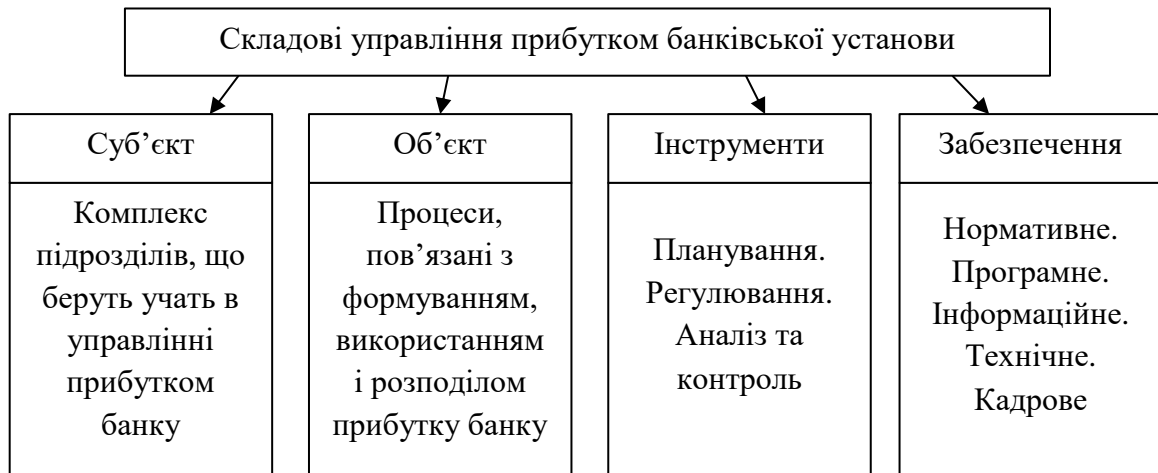 Складові управління прибутком банківської установи
Суб’єкт
Комплекс
підрозділів, що
беруть учать в
управлінні
прибутком
банку
Об’єкт
Процеси,
пов’язані з
формуванням,
використанням
і розподілом
прибутку банку
Інструменти
Планування.
Регулювання.
Аналіз та
контроль
Забезпечення
Нормативне.
Програмне.
Інформаційне.
Технічне.
Кадрове